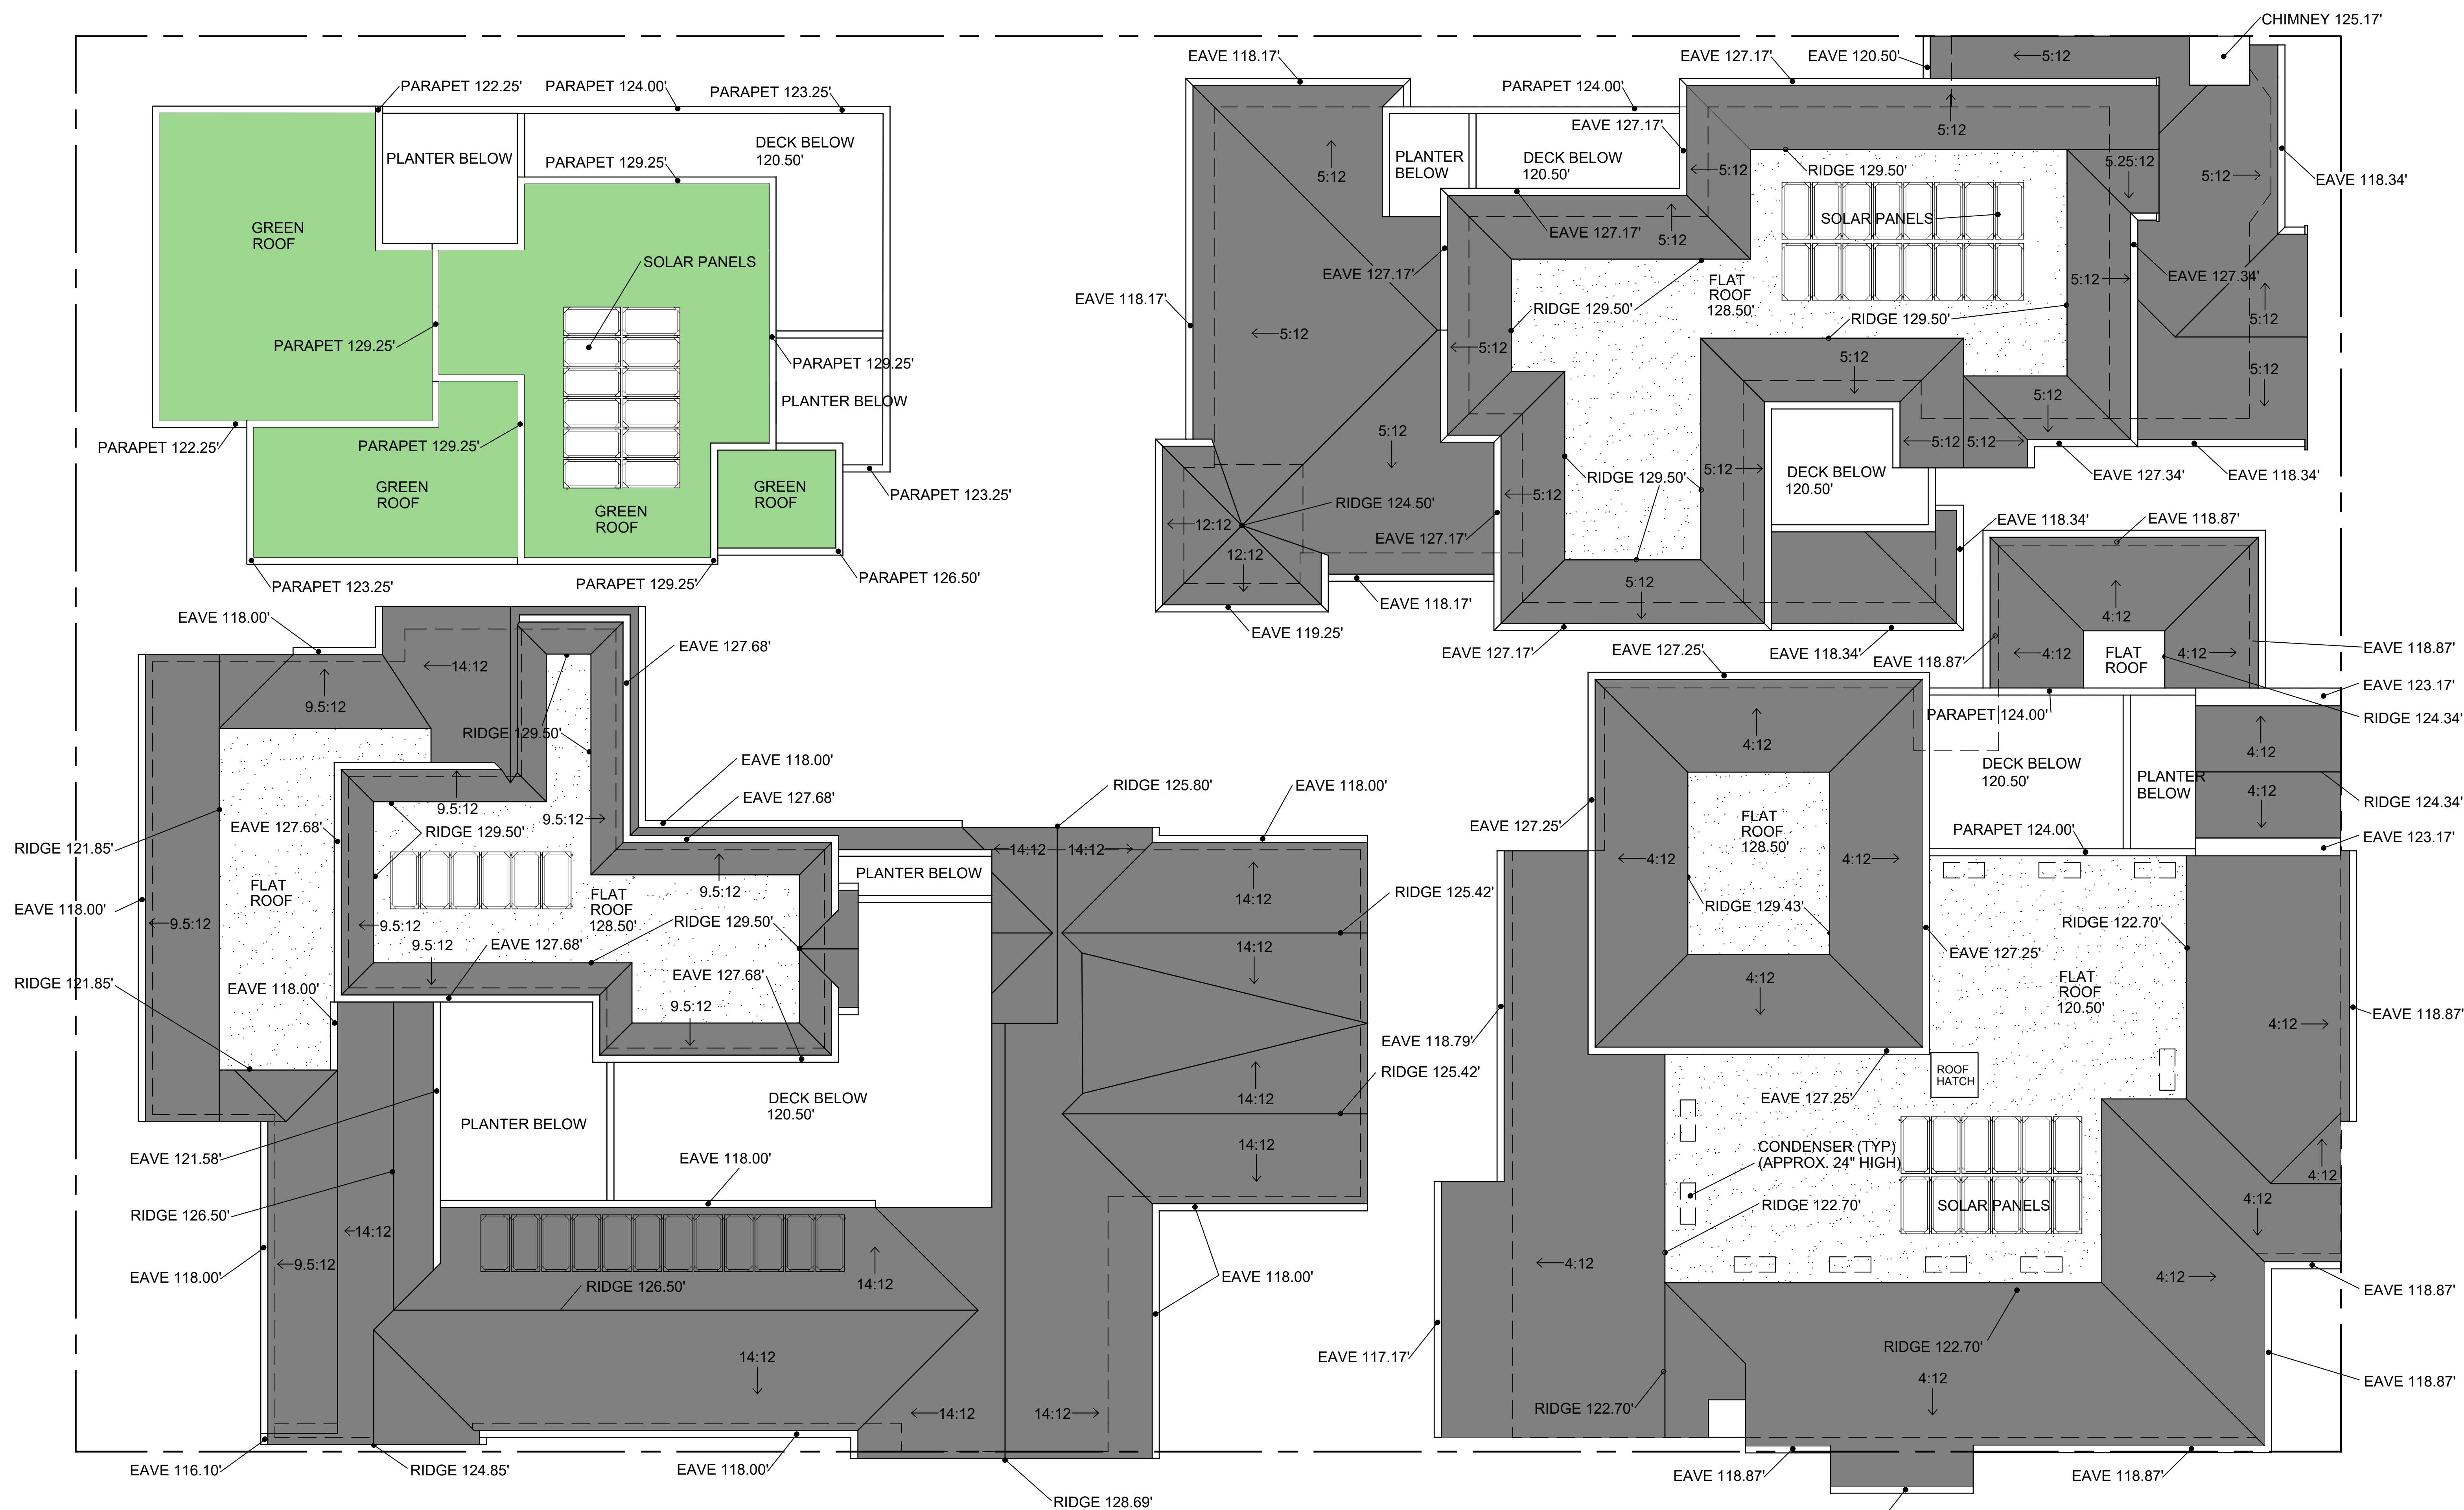 PARAPET 122.25'
PARAPET 124.00'
PARAPET 123.25'
PLANTER BELOW
DECK BELOW
120.50'
PARAPET 129.25'
GREEN
ROOF
SOLAR PANELS
PARAPET 129.25'
PARAPET 129.25'
PLANTER BELOW
PARAPET 122.25'
PARAPET 129.25'
GREEN
ROOF
GREEN
ROOF
GREEN
ROOF
PARAPET 123.25'
PARAPET 123.25'
PARAPET 129.25'
PARAPET 126.50'
CHIMNEY 125.17'
EAVE 118.17'
EAVE 127.17'
EAVE 120.50'
5:12
PARAPET 124.00'
EAVE 127.17'
5:12
PLANTER
BELOW
DECK BELOW
120.50'
5:12
5:12
RIDGE 129.50'
5.25:12
5:12
EAVE 118.34'
SOLAR PANELS
EAVE 127.17'
5:12
EAVE 127.17'
FLAT
ROOF
128.50'
5:12
EAVE 127.34'
EAVE 118.17'
RIDGE 129.50'
RIDGE 129.50'
5:12
5:12
5:12
5:12
5:12
5:12
5:12
5:12
5:12
5:12
DECK BELOW
120.50'
EAVE 127.34'
EAVE 118.34'
RIDGE 129.50'
5:12
5:12
RIDGE 124.50'
12:12
EAVE 127.17'
12:12
5:12
EAVE 118.17'
EAVE 119.25'
EAVE 127.17'
EAVE 118.34'
EAVE 118.34'
EAVE 118.87'
4:12
4:12
FLAT
ROOF
4:12
EAVE 118.87'
EAVE 118.87'
EAVE 123.17'
RIDGE 124.34'
PARAPET 124.00'
EAVE 118.00'
EAVE 127.68'
14:12
9.5:12
RIDGE 129.50'
EAVE 118.00'
EAVE 127.68'
RIDGE 125.80'
EAVE 118.00'
9.5:12
9.5:12
EAVE 127.68'
RIDGE 129.50'
RIDGE 121.85'
14:12
14:12
PLANTER BELOW
FLAT
ROOF
FLAT
ROOF
128.50'
9.5:12
RIDGE 129.50'
14:12
RIDGE 125.42'
EAVE 118.00'
9.5:12
9.5:12
9.5:12
EAVE 127.68'
14:12
EAVE 127.68'
RIDGE 121.85'
EAVE 118.00'
9.5:12
14:12
RIDGE 125.42'
DECK BELOW
120.50'
PLANTER BELOW
14:12
EAVE 121.58'
EAVE 118.00'
RIDGE 126.50'
14:12
9.5:12
EAVE 118.00'
RIDGE 126.50'
14:12
EAVE 118.00'
14:12
14:12
14:12
EAVE 116.10'
RIDGE 124.85'
EAVE 118.00'
RIDGE 128.69'
EAVE 127.25'
4:12
DECK BELOW
120.50'
PLANTER
BELOW
4:12
4:12
RIDGE 124.34'
EAVE 127.25'
FLAT
ROOF
128.50'
PARAPET 124.00'
EAVE 123.17'
4:12
4:12
RIDGE 129.43'
RIDGE 122.70'
EAVE 127.25'
4:12
FLAT
ROOF
120.50'
EAVE 118.79'
4:12
EAVE 118.87'
ROOF
HATCH
EAVE 127.25'
CONDENSER (TYP)
(APPROX. 24" HIGH)
RIDGE 122.70'
SOLAR PANELS
4:12
4:12
4:12
4:12
EAVE 118.87'
EAVE 117.17'
RIDGE 122.70'
4:12
EAVE 118.87'
RIDGE 122.70'
EAVE 118.87'
EAVE 118.87'